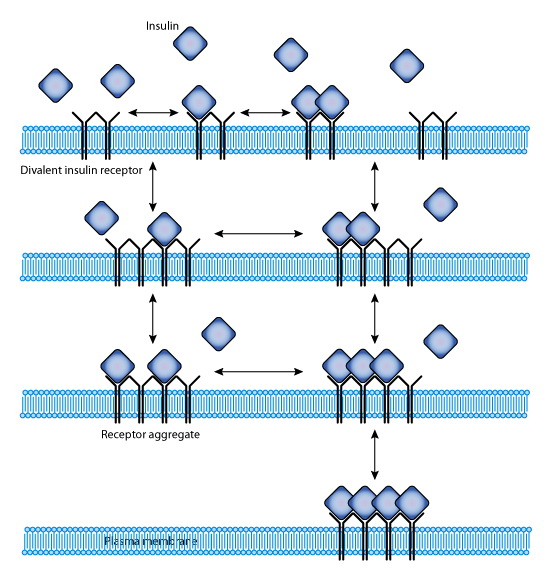 Insulin
Divalent insulin receptor
Receptor aggregate
Plasma membrane